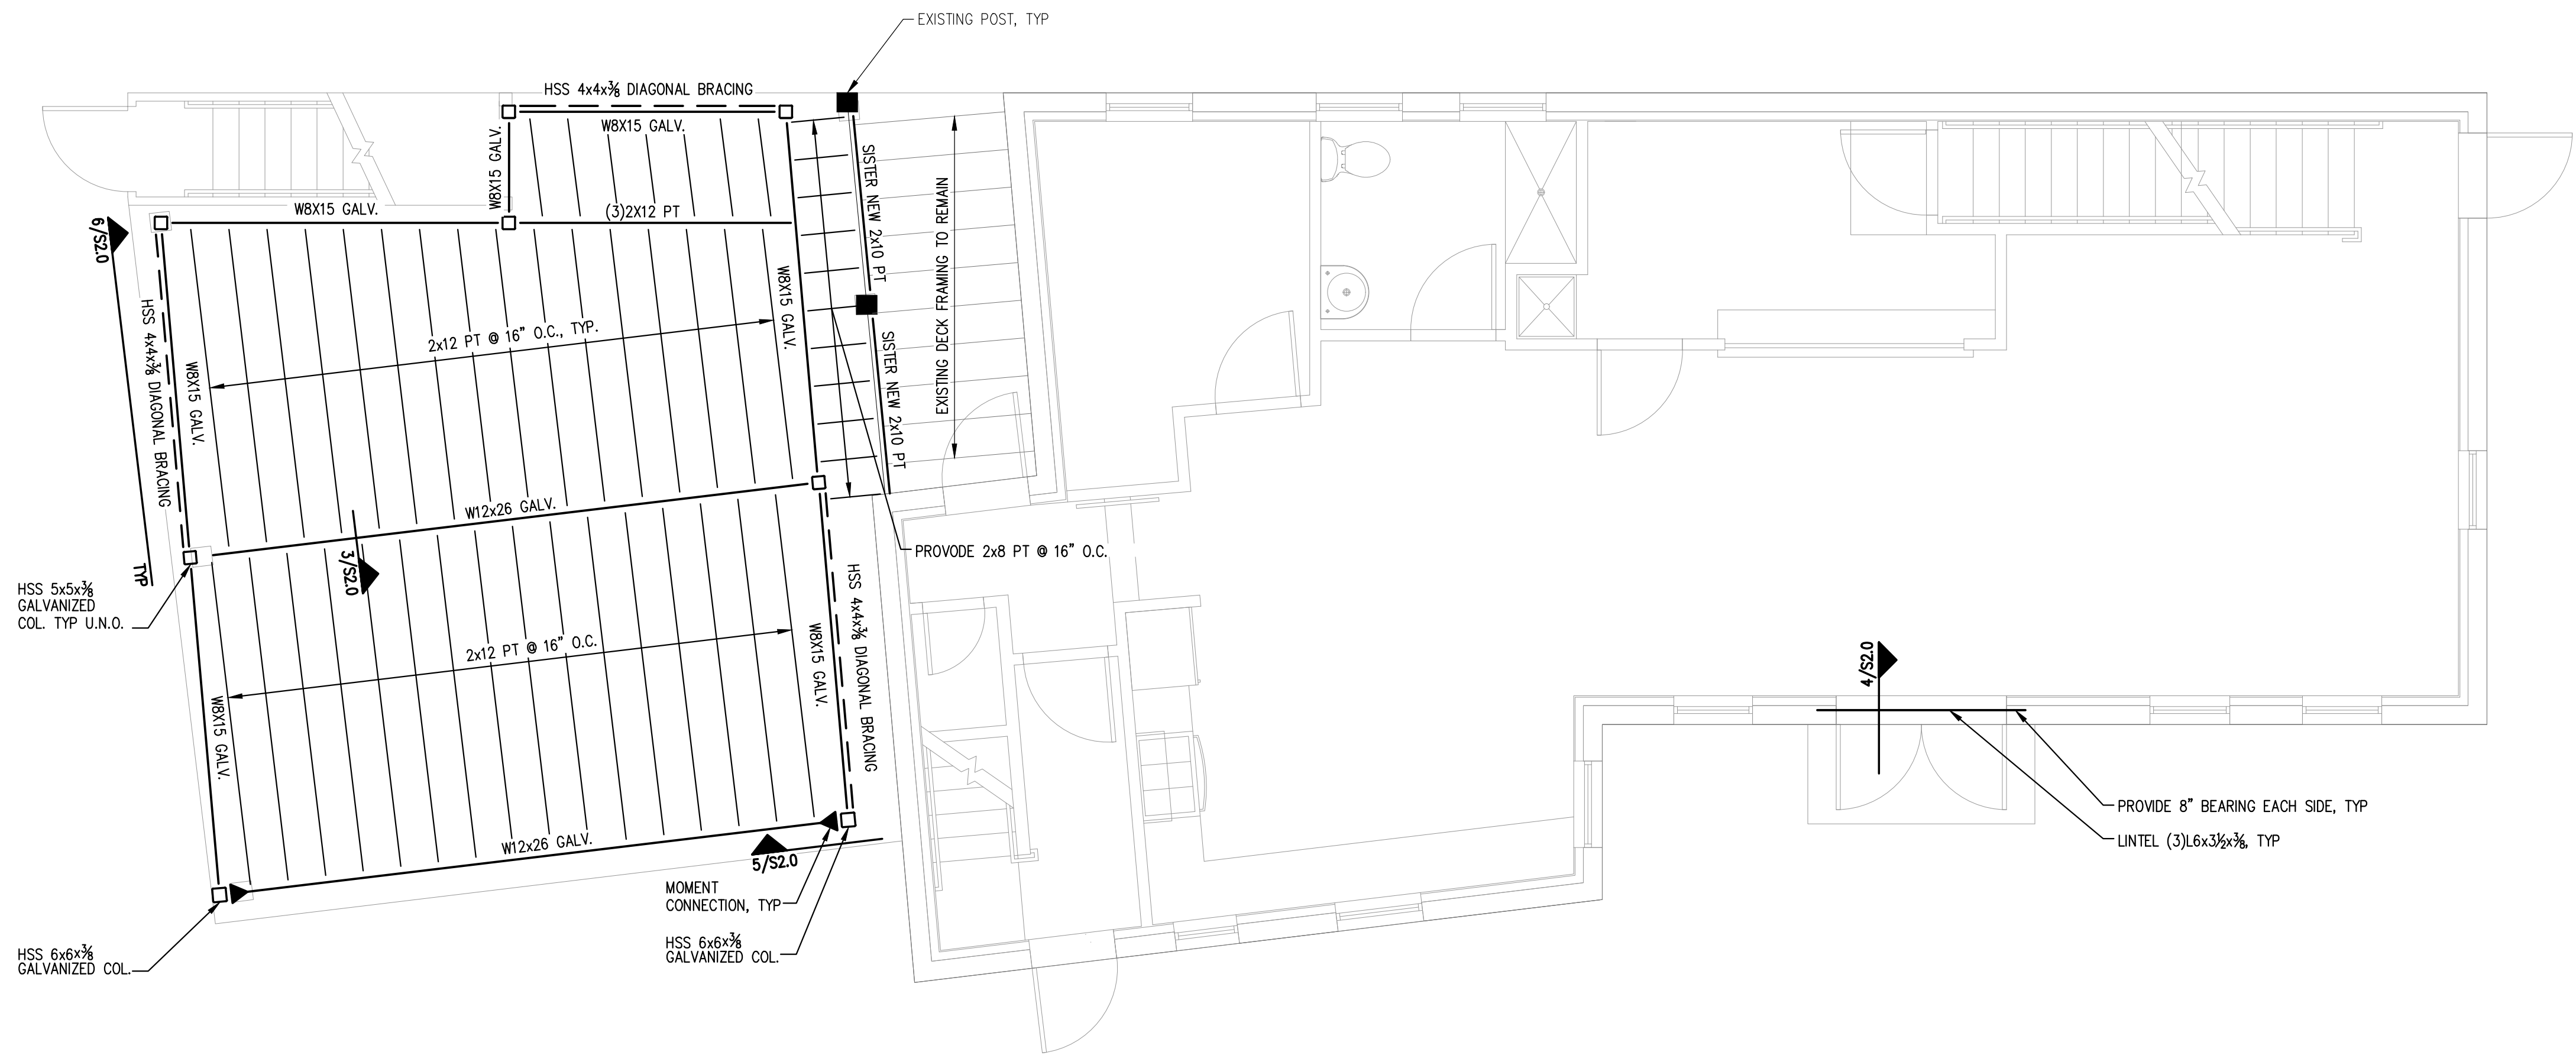 EXISTING POST, TYP
HSS 4x4x⅜ DIAGONAL BRACING
W8X15 GALV.
W8X15 GALV.
W8X15 GALV.
(3)2X12 PT
SISTER NEW 2x10 PT
EXISTING DECK FRAMING TO REMAIN
6/S2.0
TYP
HSS 4x4x⅜ DIAGONAL BRACING
W8X15 GALV.
2x12 PT @ 16" O.C., TYP.
W8X15 GALV.
SISTER NEW 2x10 PT
W12x26 GALV.
3/S2.0
PROVODE 2x8 PT @ 16" O.C.
HSS 5x5x⅜
GALVANIZED
COL. TYP U.N.O.
2x12 PT @ 16" O.C.
W8X15 GALV.
HSS 4x4x⅜ DIAGONAL BRACING
W8X15 GALV.
W12x26 GALV.
5/S2.0
MOMENT
CONNECTION, TYP
HSS 6x6x⅜
GALVANIZED COL.
HSS 6x6x⅜
GALVANIZED COL.
4/S2.0
PROVIDE 8" BEARING EACH SIDE, TYP
LINTEL (3)L6x3½x⅜, TYP